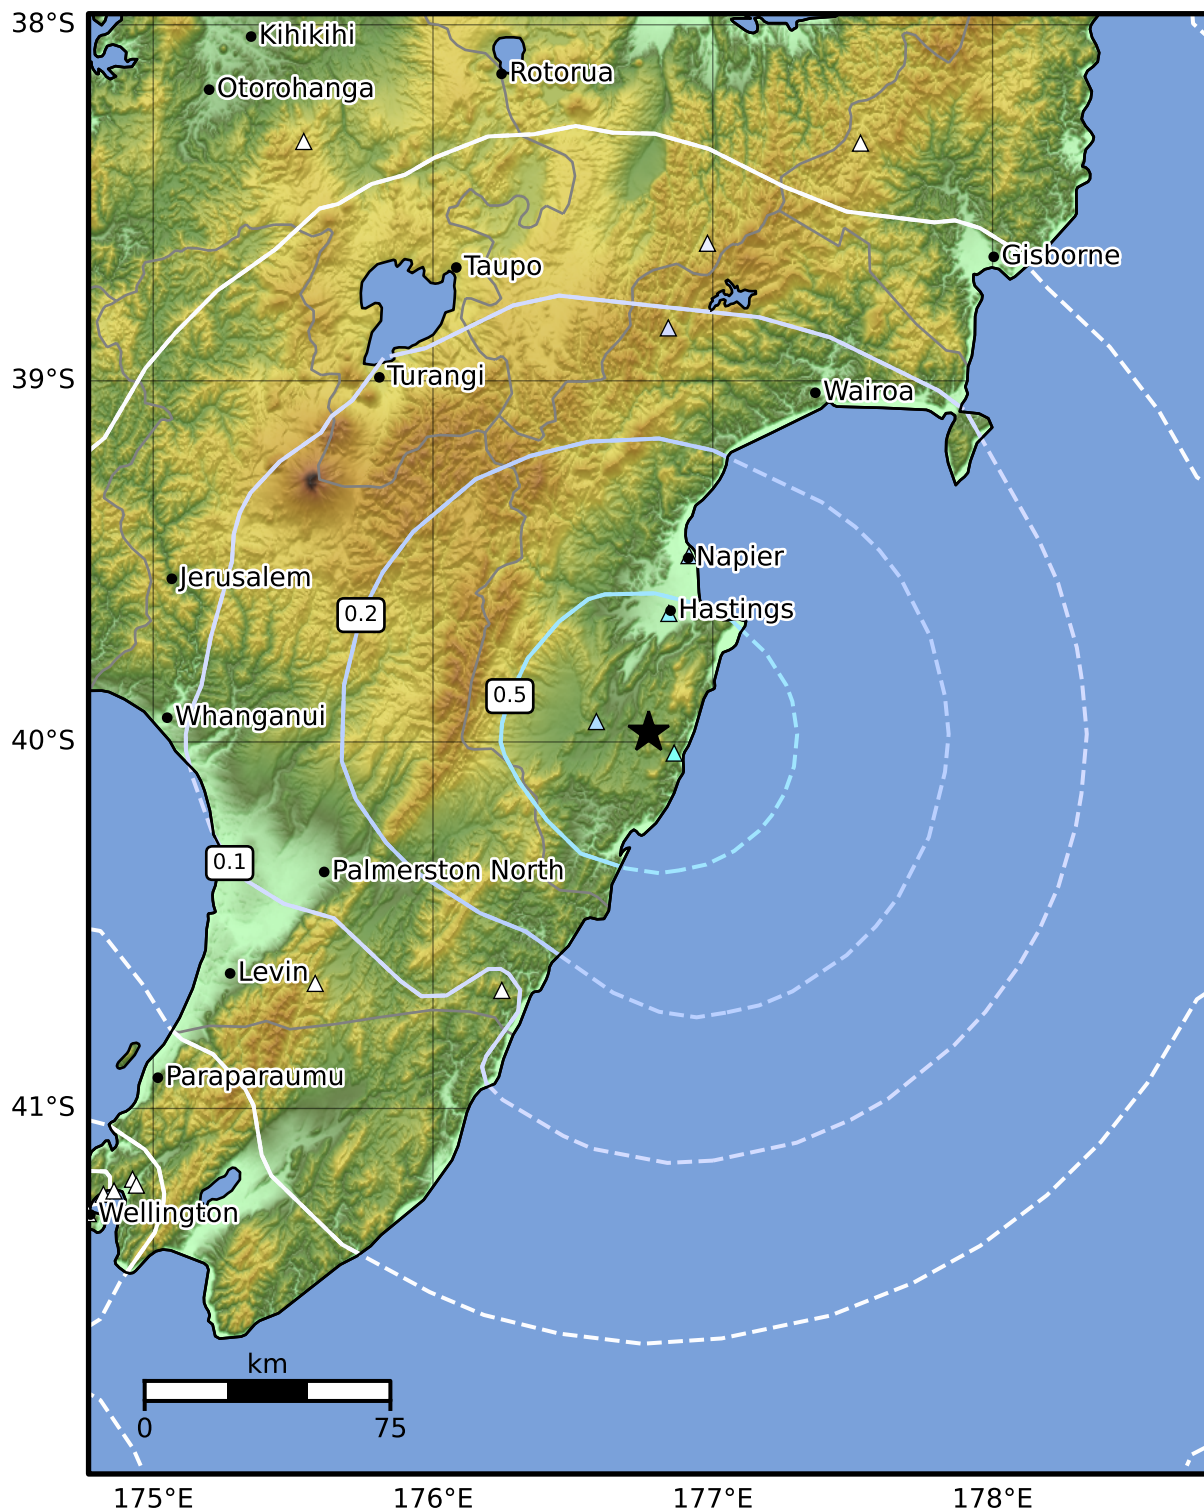 38°S
Kihikihi
Rotorua
Otorohanga
Gisborne
Taupo
39°S
Turangi
Wairoa
Napier
Jerusalem
Hastings
0.2
0.5
Whanganui
40°S
0.1
Palmerston North
Levin
Paraparaumu
41°S
Wellington
km
0 75
175°E 176°E 177°E 178°E